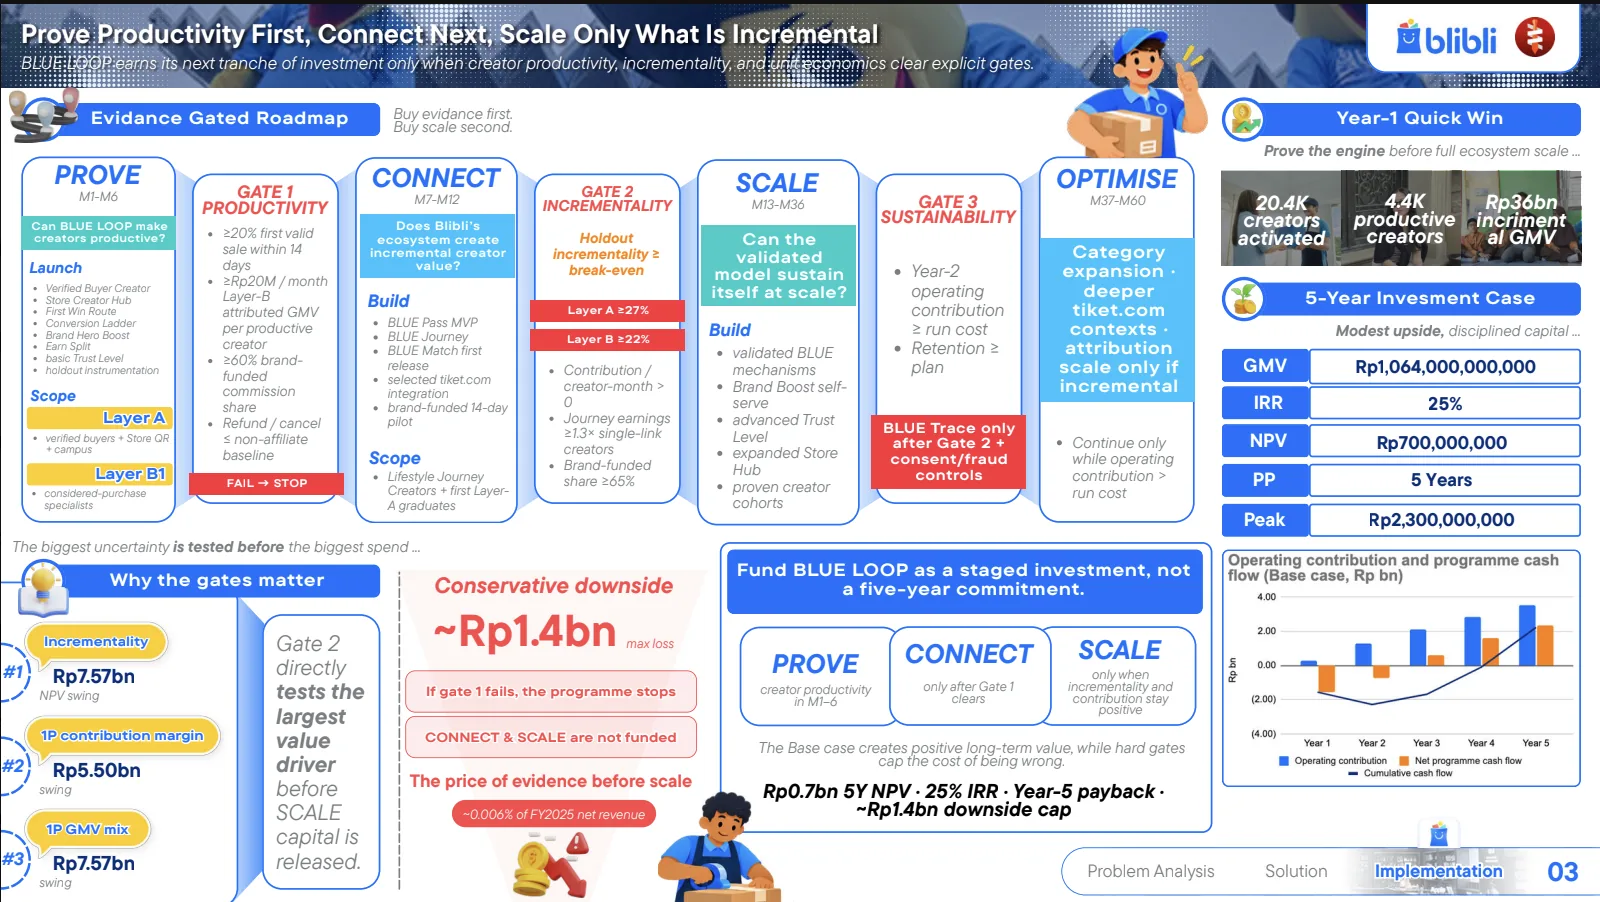 Prove Productivity First, Connect Next, Scale Only What Is Incremental
BLUE LOOP earns its next tranche of investment only when creator productivity, incrementality, and unit economics clear explicit gates.
blibli
Evidence Gated Roadmap
Buy evidence first.
Buy scale second.
PROVE
M1-M6
Can BLUE LOOP make
creators productive?
Launch
• Verified Buyer Creator
• Store Creator Hub
• First Win Route
• Conversion Ladder
• Brand Hero Boost
• Earn Split
• basic Trust Level
• holdout instrumentation
Scope
Layer A
• verified buyers + Store QR
+ campus
Layer B1
• considered-purchase
specialists
GATE 1
PRODUCTIVITY
• ≥20% first valid
sale within 14
days
• ≥Rp20M / month
Layer-B
attributed GMV
per productive
creator
• ≥60% brand-
funded
commission
share
• Refund / cancel
≤ non-affiliate
baseline
FAIL → STOP
CONNECT
M7-M12
Does Blibli's
ecosystem create
incremental creator
value?
Build
• BLUE Pass MVP
• BLUE Journey
• BLUE Match first
release
• selected tiket.com
integration
• brand-funded 14-day
pilot
Scope
• Lifestyle Journey
Creators + first Layer-
A graduates
GATE 2
INCREMENTALITY
Holdout
incrementality ≥
break-even
Layer A ≥27%
Layer B ≥22%
• Contribution /
creator-month >
0
• Journey earnings
≥1.3× single-link
creators
• Brand-funded
share ≥65%
SCALE
M13-M36
Can the
validated
model sustain
itself at scale?
Build
• validated BLUE
mechanisms
• Brand Boost self-
serve
• advanced Trust
Level
• expanded Store
Hub
• proven creator
cohorts
GATE 3
SUSTAINABILITY
• Year-2
operating
contribution
≥ run cost
• Retention ≥
plan
BLUE Trace only
after Gate 2 +
consent/fraud
controls
OPTIMISE
M37-M60
Category
expansion ·
deeper
tiket.com
contexts ·
attribution
scale only if
incremental
• Continue only
while operating
contribution >
run cost
Year-1 Quick Win
Prove the engine before full ecosystem scale ...
20.4K
creators
activated
4.4K
productive
creators
Rp36bn
incriment
al GMV
5-Year Invesment Case
Modest upside, disciplined capital ...
GMV Rp1,064,000,000,000
IRR 25%
NPV Rp700,000,000
PP 5 Years
Peak Rp2,300,000,000
Operating contribution and programme cash
flow (Base case, Rp bn)
Rp bn
4.00
2.00
0.00
(2.00)
(4.00)
Year 1 Year 2 Year 3 Year 4 Year 5
Operating contribution Net programme cash flow
Cumulative cash flow
The biggest uncertainty is tested before the biggest spend ...
Why the gates matter
#1
Incrementality
Rp7.57bn
NPV swing
#2
1P contribution margin
Rp5.50bn
swing
#3
1P GMV mix
Rp7.57bn
swing
Gate 2
directly
tests the
largest
value
driver
before
SCALE
capital is
released.
Conservative downside
~Rp1.4bn max loss
If gate 1 fails, the programme stops
CONNECT & SCALE are not funded
The price of evidence before scale
~0.006% of FY2025 net revenue
Fund BLUE LOOP as a staged investment, not
a five-year commitment.
PROVE
creator productivity
in M1–6
CONNECT
only after Gate 1
clears
SCALE
only when
incrementality and
contribution stay
positive
The Base case creates positive long-term value, while hard gates
cap the cost of being wrong.
Rp0.7bn 5Y NPV · 25% IRR · Year-5 payback ·
~Rp1.4bn downside cap
Problem Analysis Solution Implementation 03